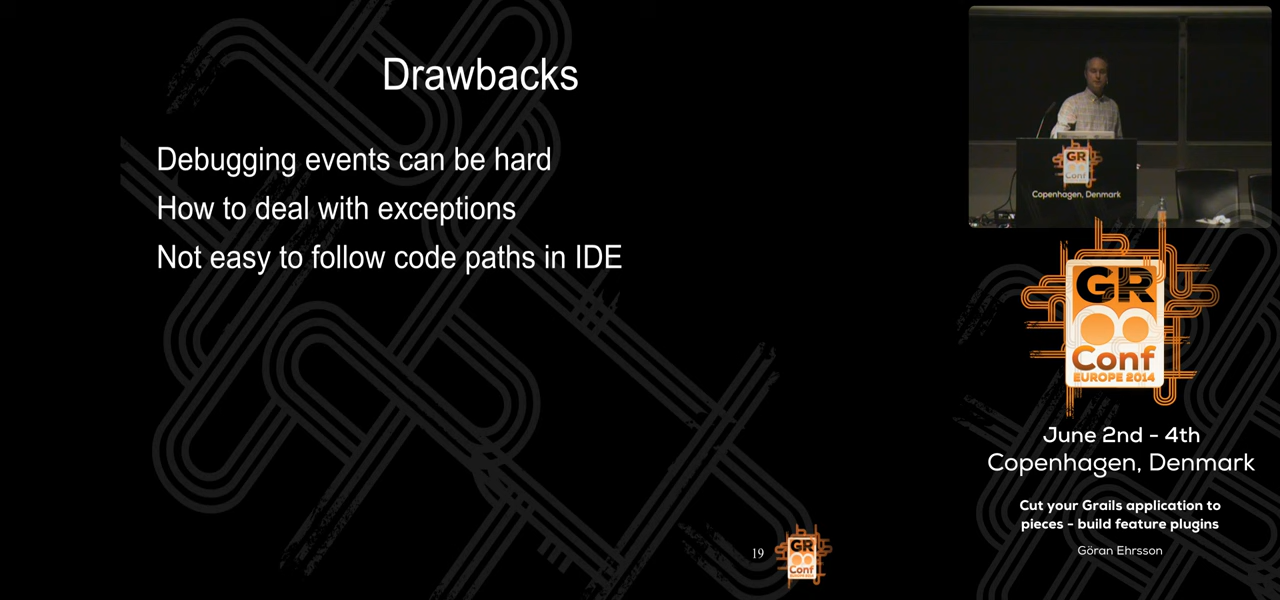 Drawbacks
Debugging events can be hard
How to deal with exceptions
Not easy to follow code paths in IDE
19
GR
Conf
EUROPE 2014
GR
Conf
Copenhagen, Denmark
GR
Conf
EUROPE 2014
June 2nd - 4th
Copenhagen, Denmark
Cut your Grails application to
pieces - build feature plugins
Göran Ehrsson